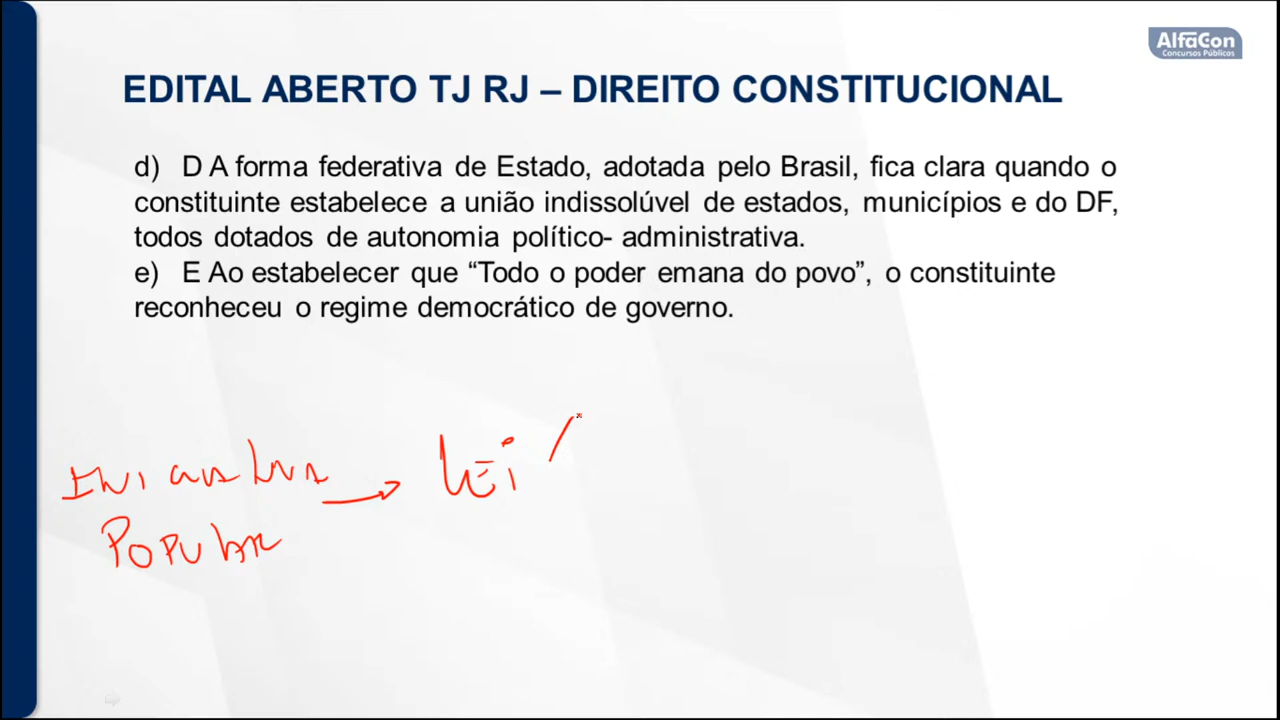 AlfaCon
Concursos Públicos
EDITAL ABERTO TJ RJ – DIREITO CONSTITUCIONAL
d) D A forma federativa de Estado, adotada pelo Brasil, fica clara quando o
constituinte estabelece a união indissolúvel de estados, municípios e do DF,
todos dotados de autonomia político- administrativa.
e) E Ao estabelecer que “Todo o poder emana do povo”, o constituinte
reconheceu o regime democrático de governo.
LEI
POPULAR